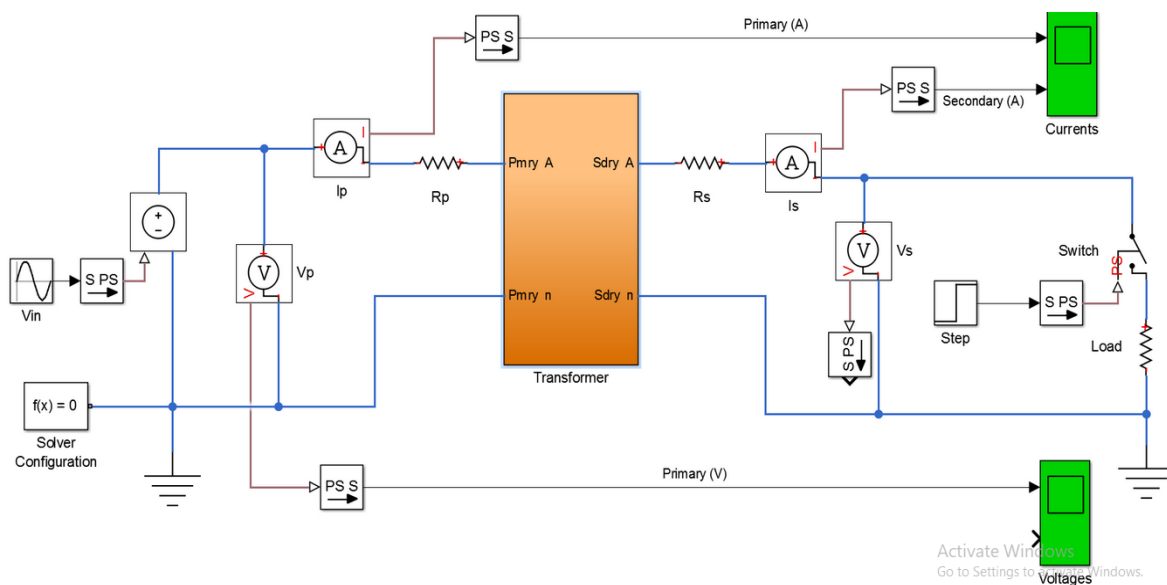 PS S
Primary (A)
PS S
Secondary (A)
Currents
A
I
Ip
Rp
Pmry A
Sdry A
Rs
A
I
Is
Vin
S PS
V
V
Vp
Pmry n
Sdry n
Transformer
V
V
Vs
S PS
Step
S PS
Switch
PS
Load
f(x) = 0
Solver
Configuration
PS S
Primary (V)
Voltages
Activate Windows
Go to Settings to activate Windows.